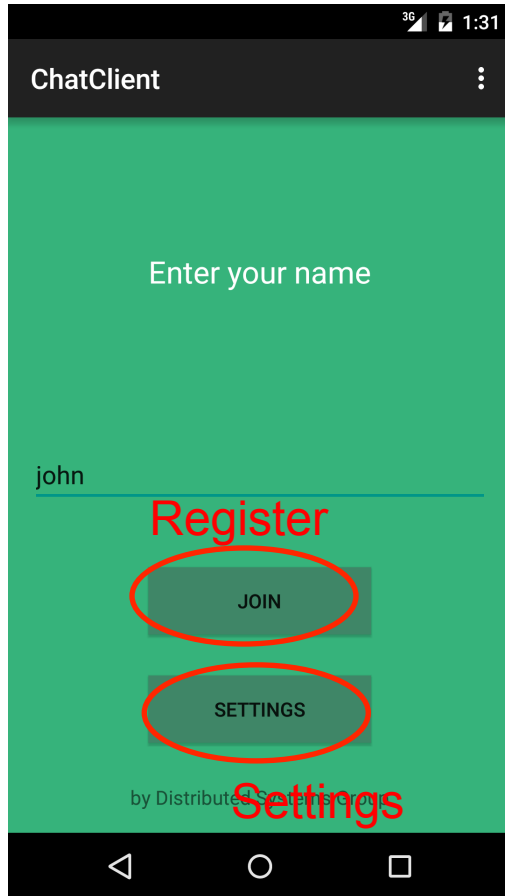 3G 1:31
ChatClient
Enter your name
john
Register
JOIN
SETTINGS
by Distributed Systems Group
Settings